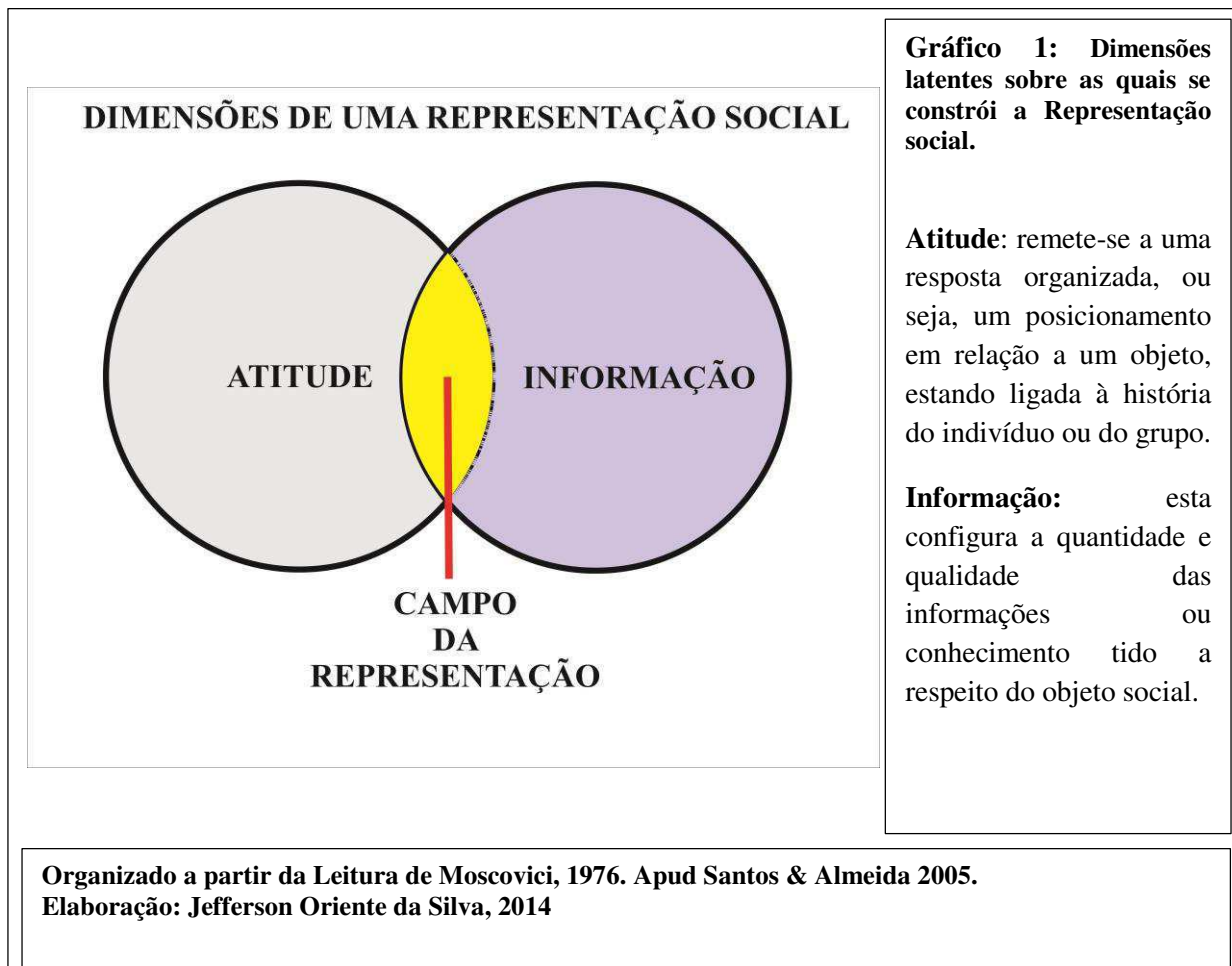 DIMENSÕES DE UMA REPRESENTAÇÃO SOCIAL
ATITUDE
INFORMAÇÃO
CAMPO
DA
REPRESENTAÇÃO
Gráfico 1: Dimensões
latentes sobre as quais se
constrói a Representação
social.
Atitude: remete-se a uma
resposta organizada, ou
seja, um posicionamento
em relação a um objeto,
estando ligada à história
do indivíduo ou do grupo.
Informação: esta
configura a quantidade e
qualidade das
informações ou
conhecimento tido a
respeito do objeto social.
Organizado a partir da Leitura de Moscovici, 1976. Apud Santos & Almeida 2005.
Elaboração: Jefferson Oriente da Silva, 2014